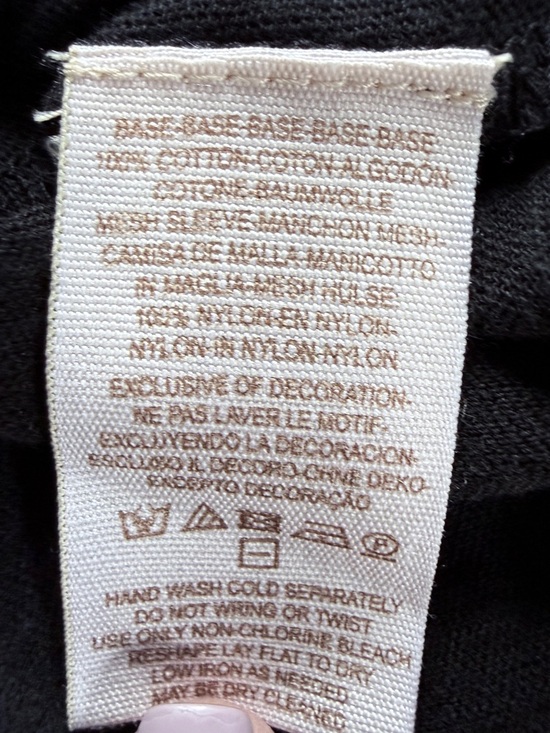 BASE-BASE-BASE-BASE-BASE
100% COTTON-COTON-ALGODON-
COTONE-BAUMWOLLE
MESH SLEEVE-MANCHON MESH-
CAMISA DE MALLA-MANICOTTO
IN MAGLIA-MESH HULSE:
100% NYLON-EN NYLON-
NYLON-IN NYLON-NYLON
EXCLUSIVE OF DECORATION-
NE PAS LAVER LE MOTIF-
EXCLUYENDO LA DECORACION-
ESCLUSO IL DECORO-OHNE DEKO-
EXCEPTO DECORAÇÃO
P
HAND WASH COLD SEPARATELY
DO NOT WRING OR TWIST
USE ONLY NON-CHLORINE BLEACH
RESHAPE LAY FLAT TO DRY
LOW IRON AS NEEDED
MAY BE DRY CLEANED